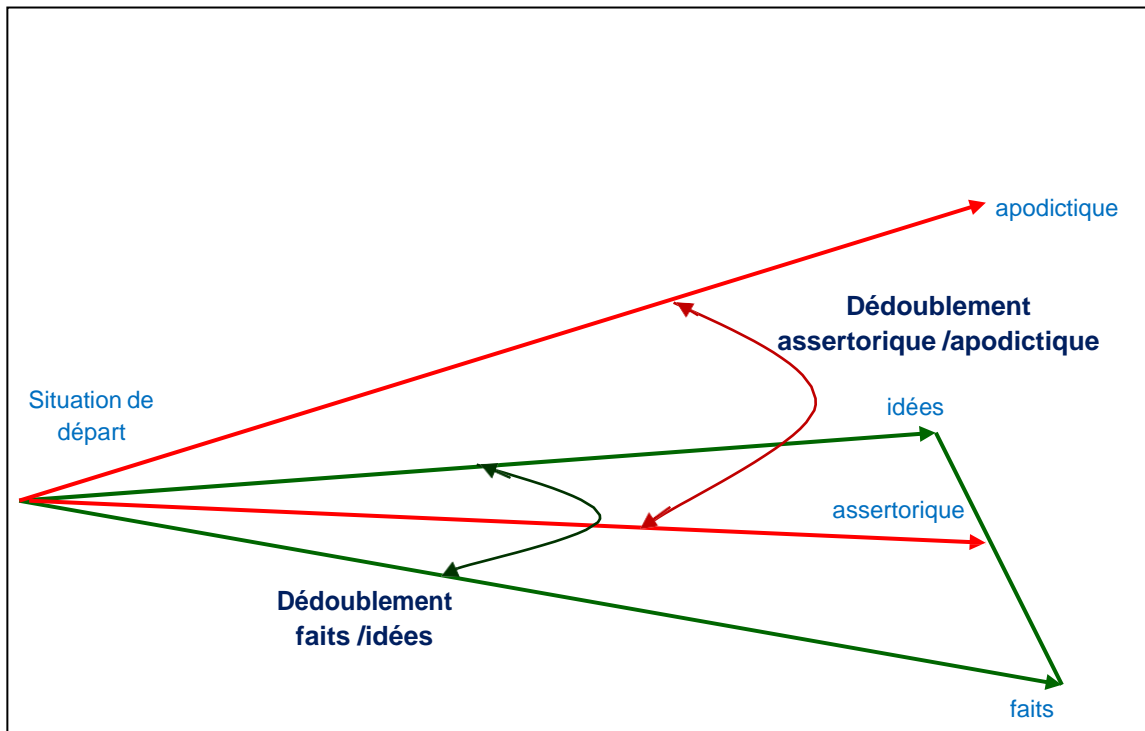 apodictique
Dédoublement
assertorique /apodictique
Situation de
départ
idées
assertorique
Dédoublement
faits /idées
faits